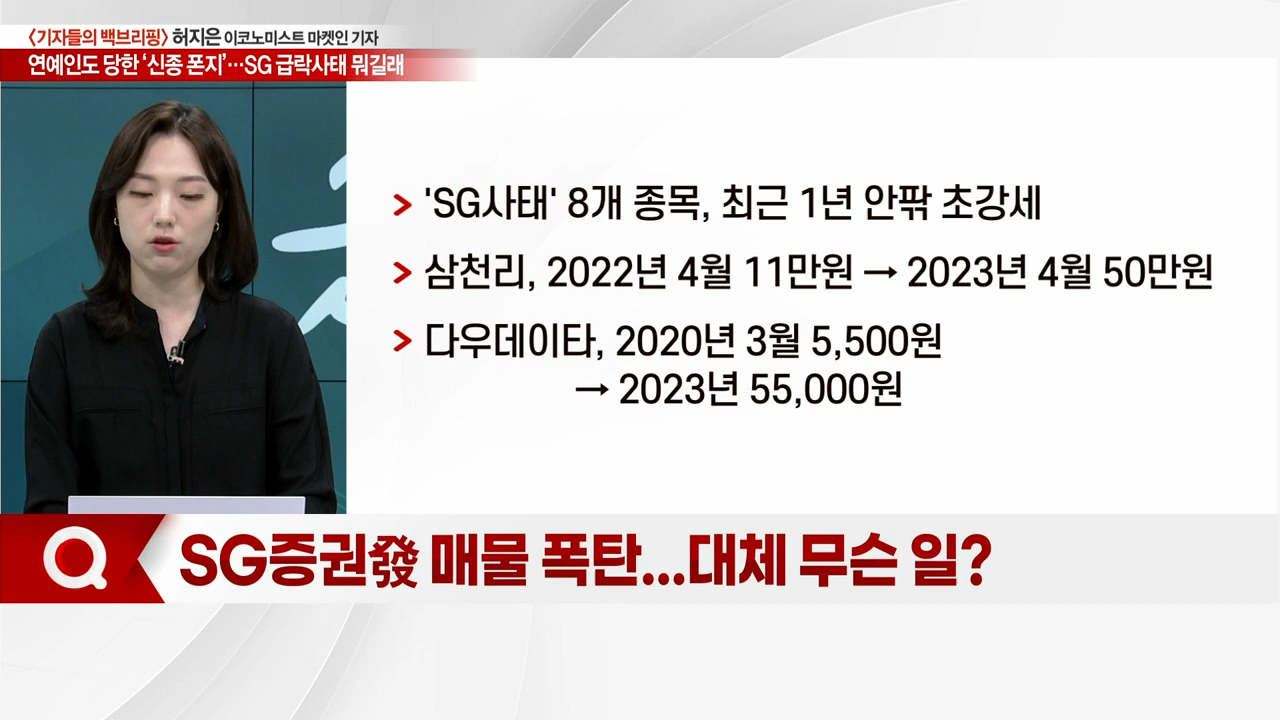 <기자들의 백브리핑> 허지은 이코노미스트 마켓인 기자
연예인도 당한 '신종 폰지'…SG 급락사태 뭐길래
> 'SG사태' 8개 종목, 최근 1년 안팎 초강세
> 삼천리, 2022년 4월 11만원 → 2023년 4월 50만원
> 다우데이타, 2020년 3월 5,500원
→ 2023년 55,000원
Q SG증권發 매물 폭탄...대체 무슨 일?